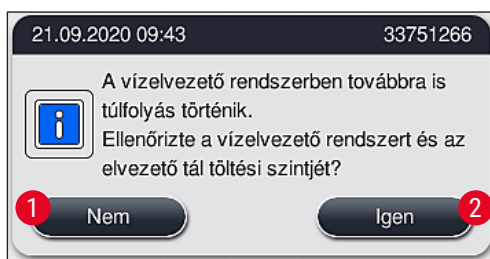 21.09.2020 09:43 33751266
A vízelvezető rendszerben továbbra is
túlfolyás történik.
Ellenőrizte a vízelvezető rendszert és az
elvezető tál töltési szintjét?
1 Nem Igen 2